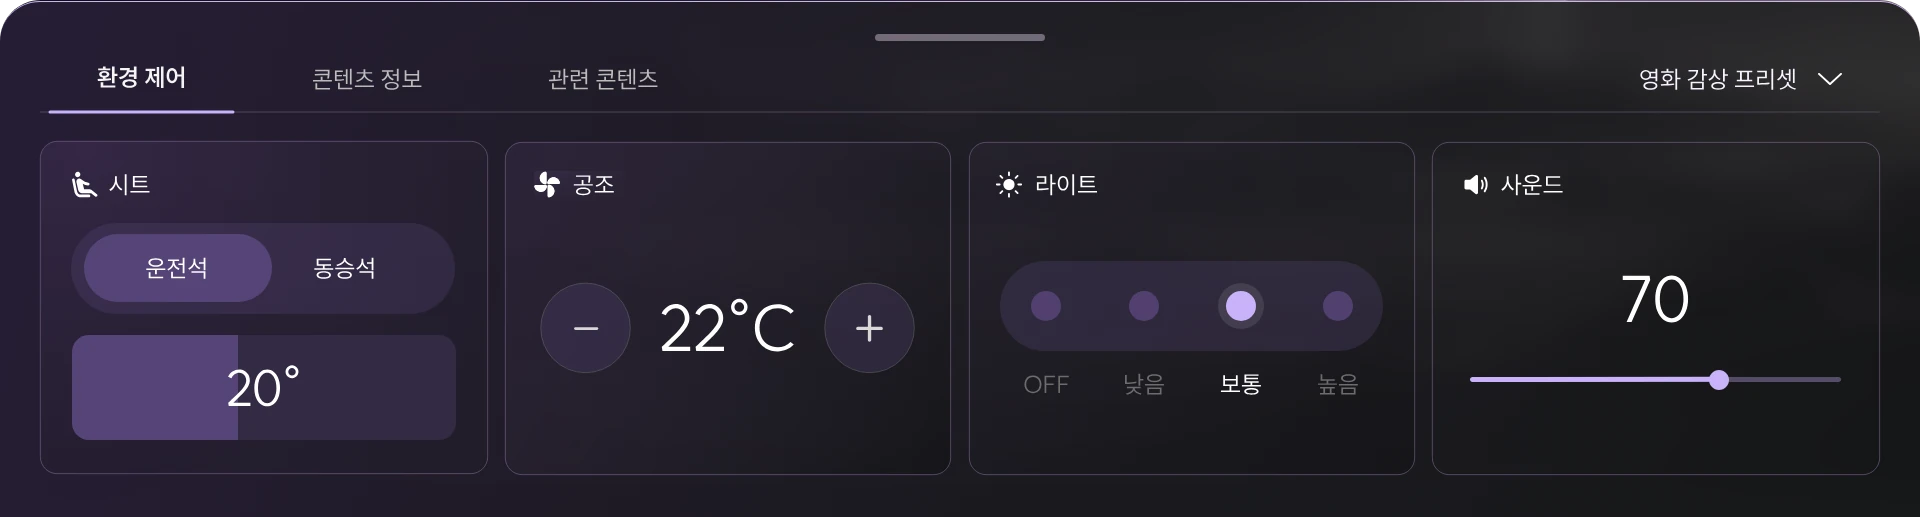 환경 제어
콘텐츠 정보
관련 콘텐츠
영화 감상 프리셋
시트
운전석
동승석
20°
공조
22°C
라이트
OFF
낮음
보통
높음
사운드
70